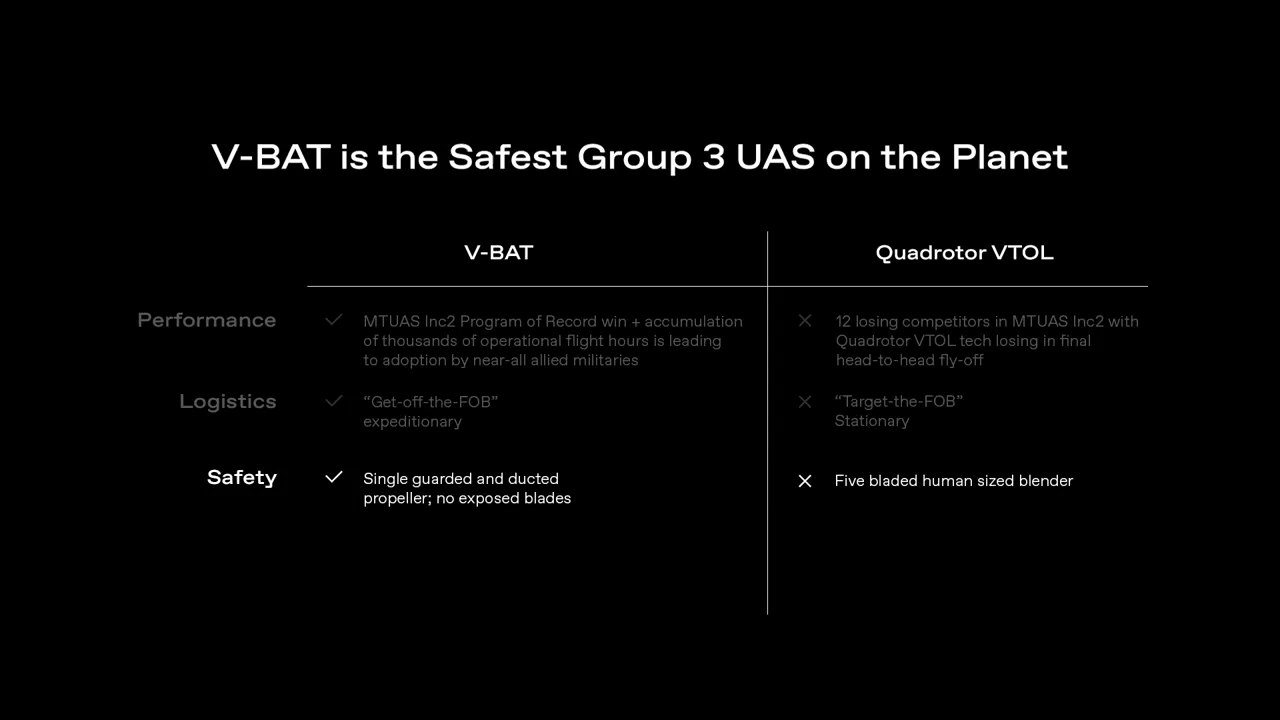 V-BAT is the Safest Group 3 UAS on the Planet
V-BAT
Quadrotor VTOL
Performance
MTUAS Inc2 Program of Record win + accumulation
of thousands of operational flight hours is leading
to adoption by near-all allied militaries
12 losing competitors in MTUAS Inc2 with
Quadrotor VTOL tech losing in final
head-to-head fly-off
Logistics
“Get-off-the-FOB”
expeditionary
“Target-the-FOB”
Stationary
Safety
Single guarded and ducted
propeller; no exposed blades
Five bladed human sized blender